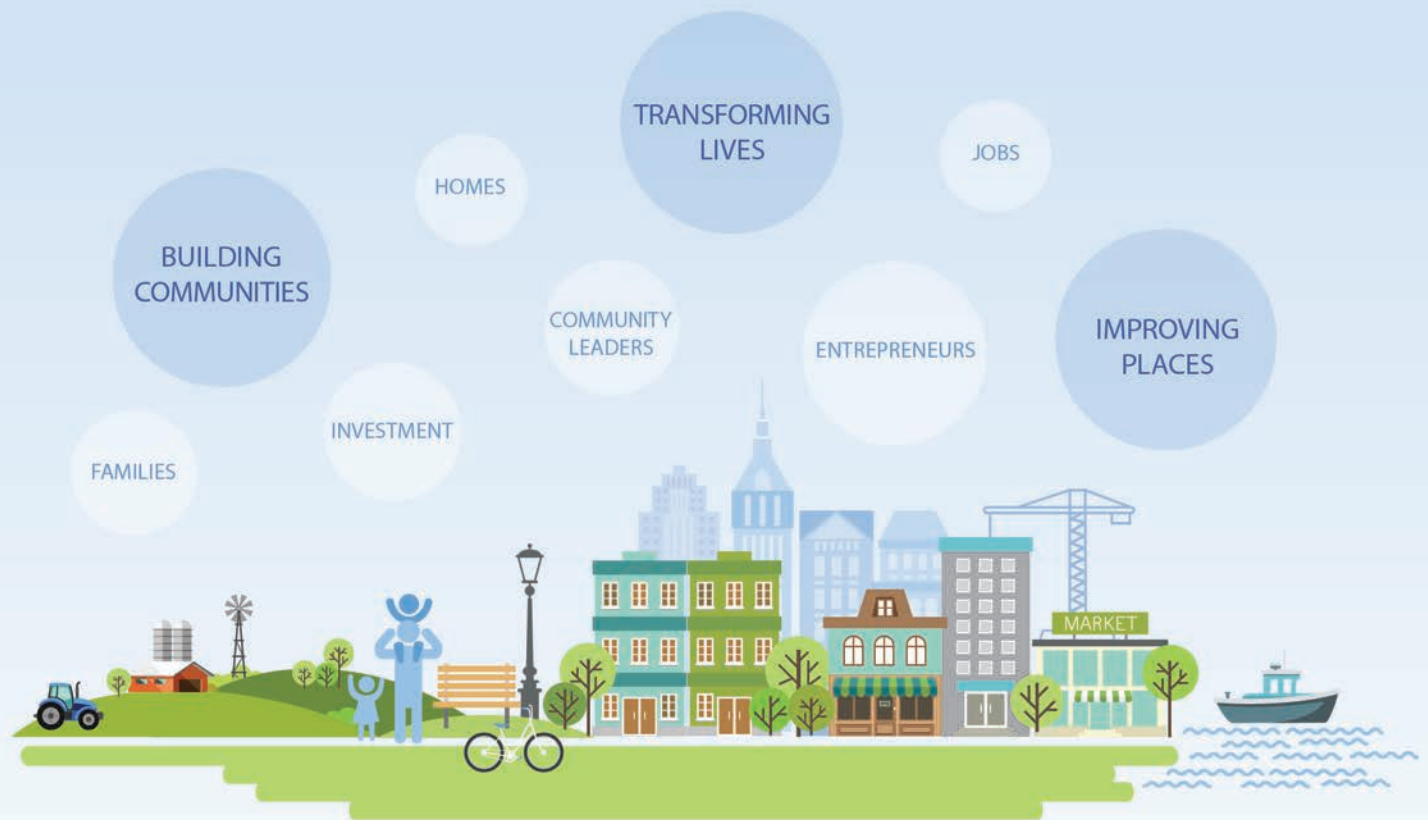 TRANSFORMING
LIVES
JOBS
HOMES
BUILDING
COMMUNITIES
COMMUNITY
LEADERS
ENTREPRENEURS
IMPROVING
PLACES
INVESTMENT
FAMILIES
MARKET